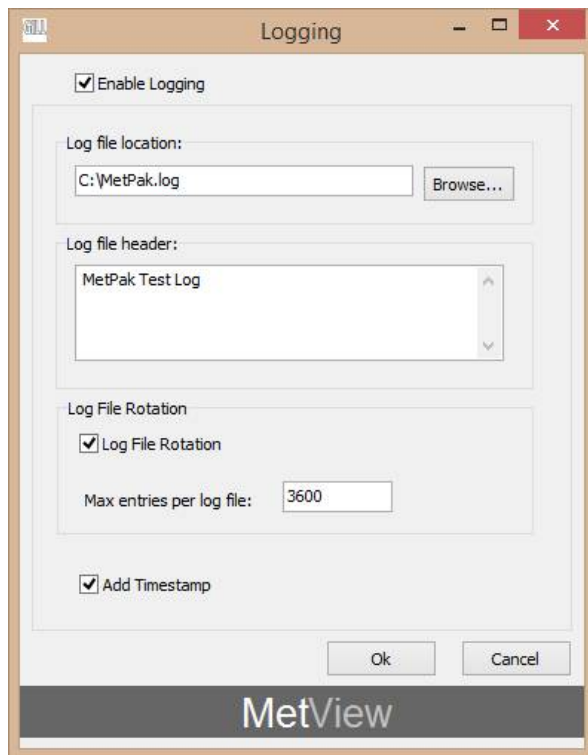 GILL
Logging
Enable Logging
Log file location:
C:\MetPak.log
Browse...
Log file header:
MetPak Test Log
Log File Rotation
Log File Rotation
Max entries per log file: 3600
Add Timestamp
Ok Cancel
MetView